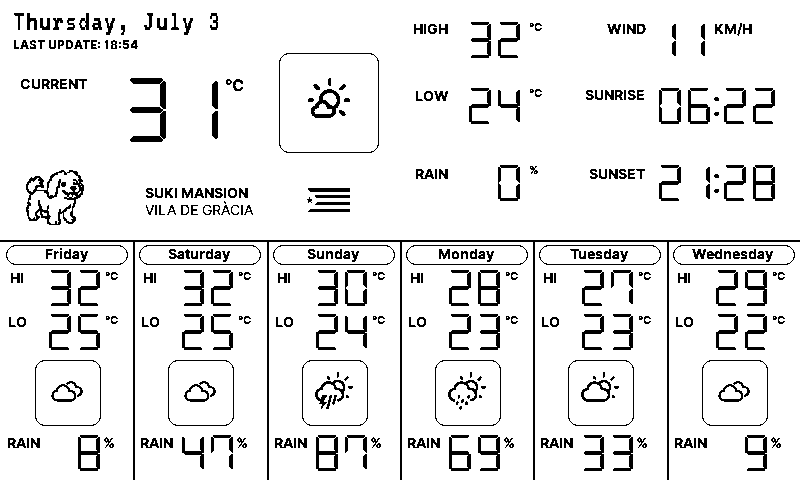 Thursday, July 3
LAST UPDATE: 18:54
CURRENT 31 °C
SUKI MANSION
VILA DE GRÀCIA
HIGH 32 °C
LOW 24 °C
RAIN 0 %
WIND 11 KM/H
SUNRISE 06:22
SUNSET 21:28
Friday
HI 32 °C
LO 25 °C
RAIN 8 %
Saturday
HI 32 °C
LO 25 °C
RAIN 47 %
Sunday
HI 30 °C
LO 24 °C
RAIN 87 %
Monday
HI 28 °C
LO 23 °C
RAIN 69 %
Tuesday
HI 27 °C
LO 23 °C
RAIN 33 %
Wednesday
HI 29 °C
LO 22 °C
RAIN 9 %